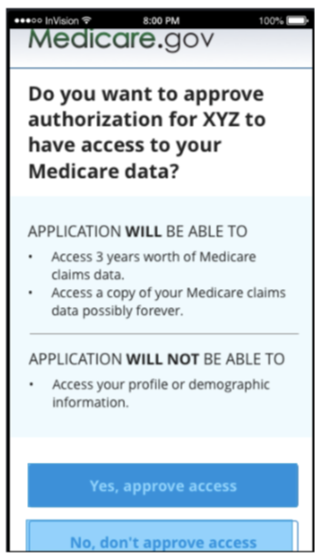 ●●●●○ InVision 8:00 PM 100%
Medicare.gov
Do you want to approve
authorization for XYZ to
have access to your
Medicare data?
APPLICATION WILL BE ABLE TO
• Access 3 years worth of Medicare
claims data.
• Access a copy of your Medicare claims
data possibly forever.
APPLICATION WILL NOT BE ABLE TO
• Access your profile or demographic
information.
Yes, approve access
No, don't approve access